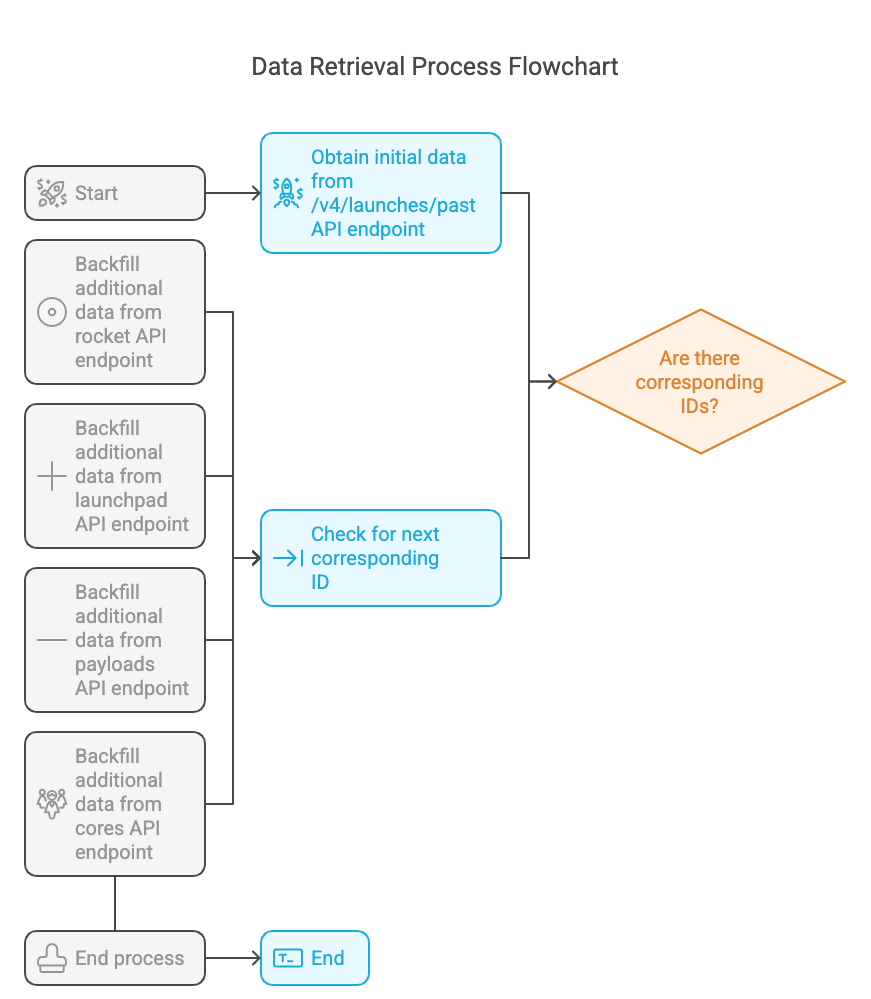 Data Retrieval Process Flowchart
Start
Obtain initial data
from
/v4/launches/past
API endpoint
Backfill
additional
data from
rocket API
endpoint
Are there
corresponding
IDs?
Backfill
additional
data from
launchpad
API endpoint
Check for next
corresponding
ID
Backfill
additional
data from
payloads
API endpoint
Backfill
additional
data from
cores API
endpoint
End process
End